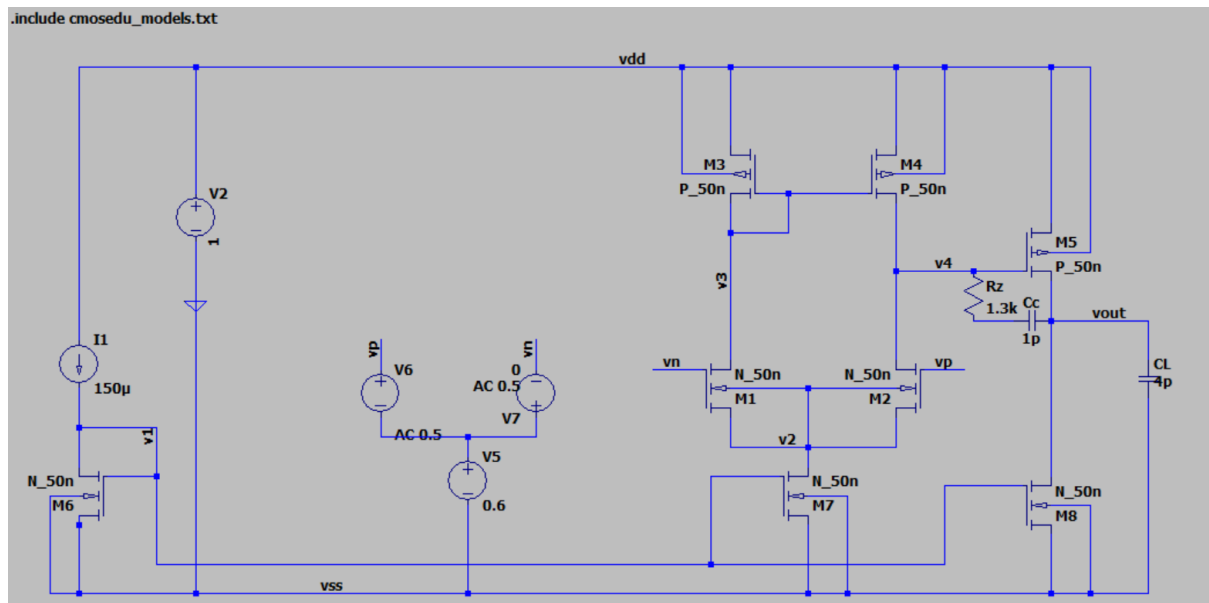 .include cmosedu_models.txt
vdd
V2
1
I1
150µ
v1
N_50n
M6
vss
vp
V6
AC 0.5
vn
0
AC 0.5
V7
V5
0.6
M3
P_50n
M4
P_50n
v3
v4
M5
P_50n
Rz
1.3k
Cc
1p
vout
CL
4p
vn
N_50n
M1
N_50n
M2
vp
v2
N_50n
M7
N_50n
M8